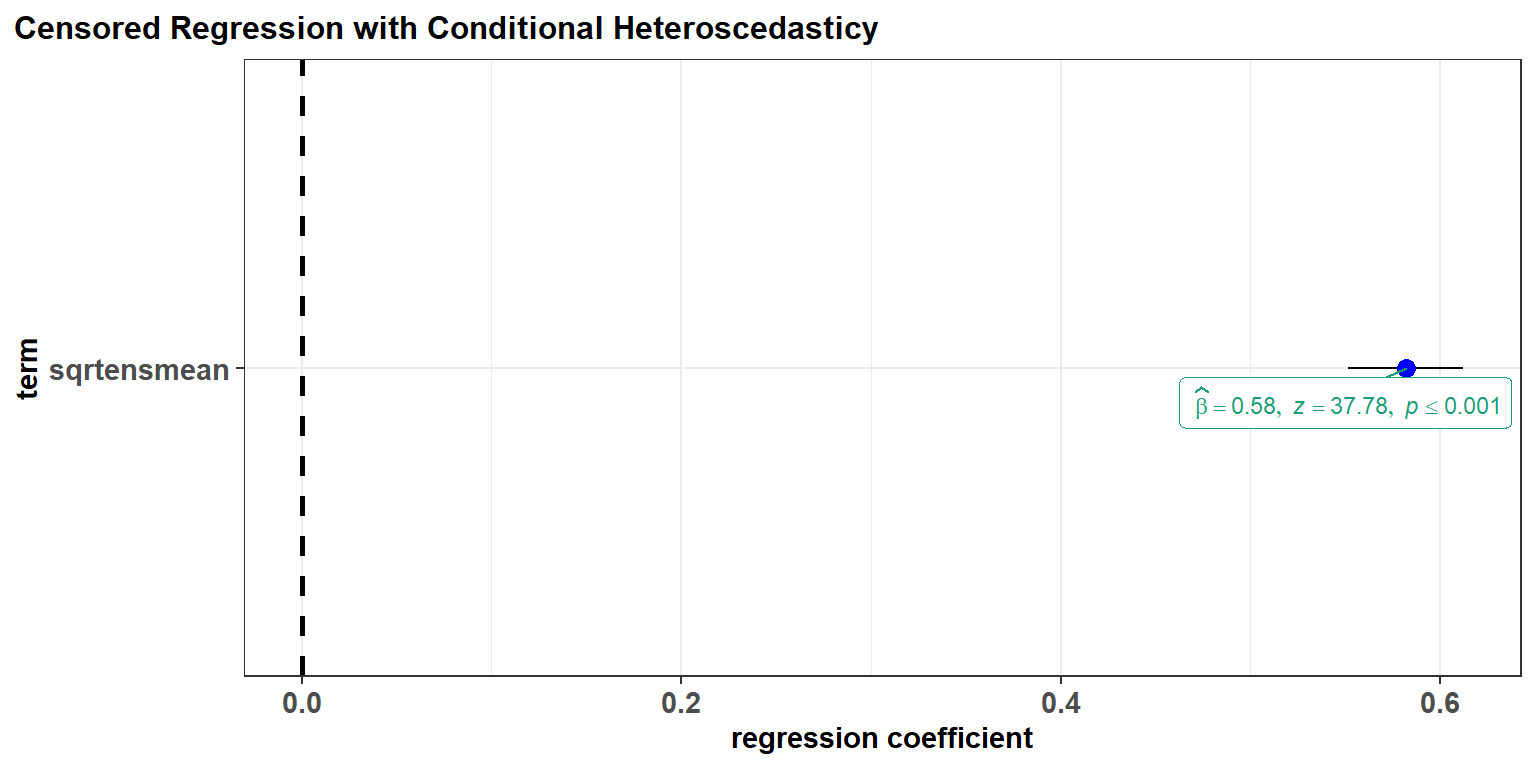 Censored Regression with Conditional Heteroscedasticy
term
sqrtensmean
β̂ = 0.58, z = 37.78, p ≤ 0.001
0.0 0.2 0.4 0.6
regression coefficient